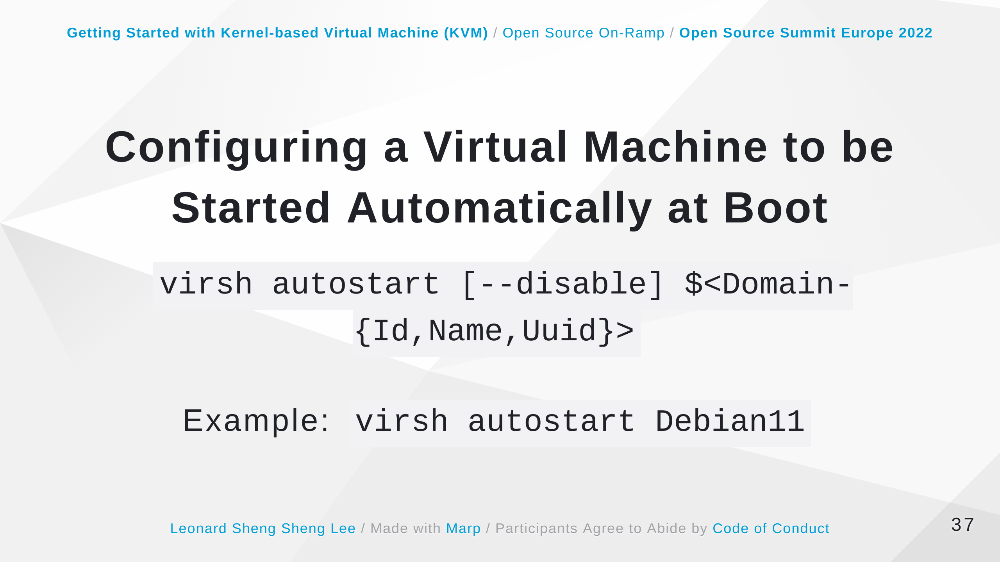 Getting Started with Kernel-based Virtual Machine (KVM) / Open Source On-Ramp / Open Source Summit Europe 2022
Configuring a Virtual Machine to be
Started Automatically at Boot
virsh autostart [--disable] $<Domain-
{Id,Name,Uuid}>
Example: virsh autostart Debian11
Leonard Sheng Sheng Lee / Made with Marp / Participants Agree to Abide by Code of Conduct
37